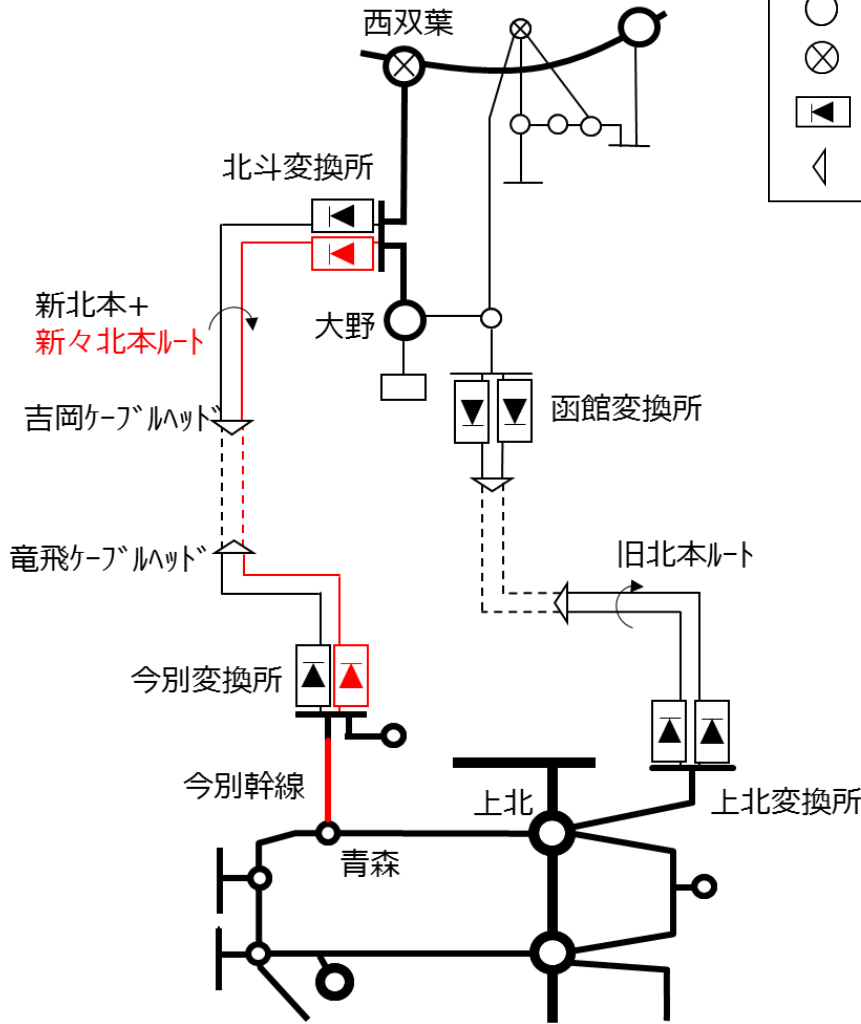 西双葉
北斗変換所
新北本+
新々北本ﾙｰﾄ
大野
函館変換所
吉岡ｹｰﾌﾞﾙﾍｯﾄﾞ
竜飛ｹｰﾌﾞﾙﾍｯﾄﾞ
旧北本ﾙｰﾄ
今別変換所
今別幹線
上北
上北変換所
青森